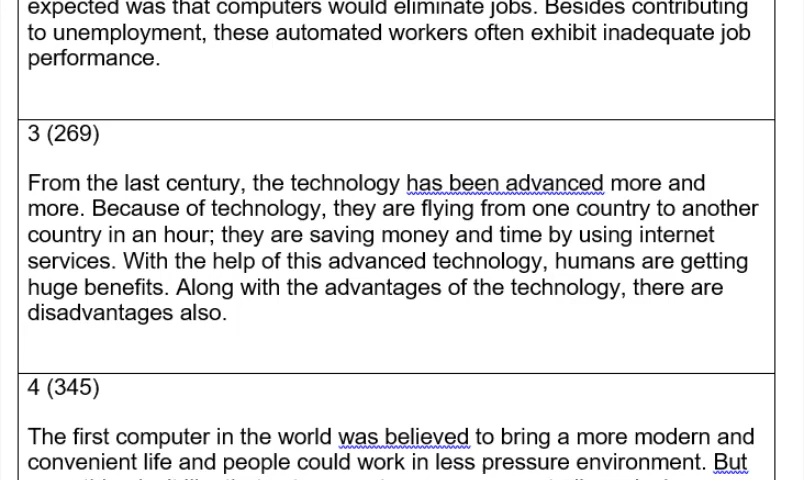 expected was that computers would eliminate jobs. Besides contributing
to unemployment, these automated workers often exhibit inadequate job
performance.
3 (269)
From the last century, the technology has been advanced more and
more. Because of technology, they are flying from one country to another
country in an hour; they are saving money and time by using internet
services. With the help of this advanced technology, humans are getting
huge benefits. Along with the advantages of the technology, there are
disadvantages also.
4 (345)
The first computer in the world was believed to bring a more modern and
convenient life and people could work in less pressure environment. But